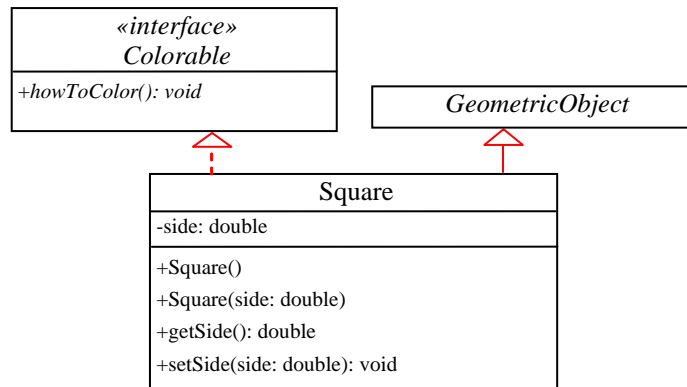 «interface»
Colorable
+howToColor(): void
GeometricObject
Square
-side: double
+Square()
+Square(side: double)
+getSide(): double
+setSide(side: double): void